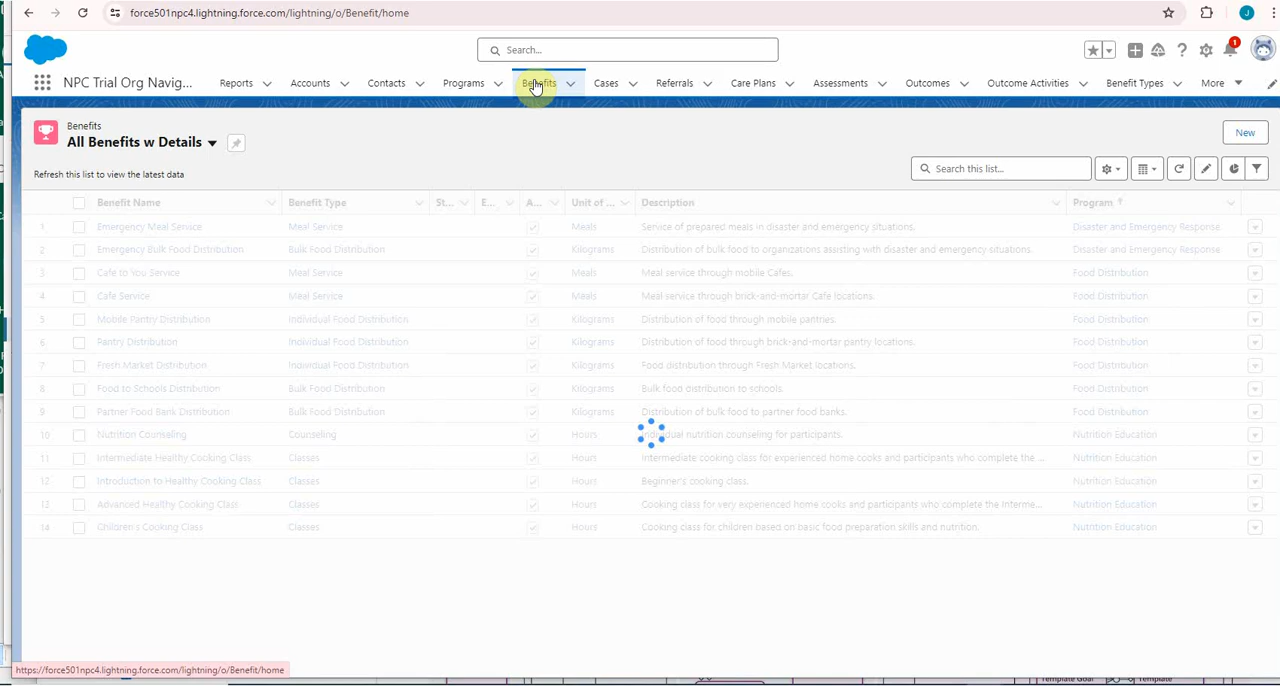 force501npc4.lightning.force.com/lightning/o/Benefit/home
J
Search...
1
NPC Trial Org Navig... Reports Accounts Contacts Programs Benefits Cases Referrals Care Plans Assessments Outcomes Outcome Activities Benefit Types More
Benefits
All Benefits w Details
New
Refresh this list to view the latest data
Search this list...
Benefit Name Benefit Type St... E... A... Unit of ... Description Program
1 Emergency Meal Service Meal Service Meals Service of prepared meals in disaster and emergency situations. Disaster and Emergency Response
2 Emergency Bulk Food Distribution Bulk Food Distribution Kilograms Distribution of bulk food to organizations assisting with disaster and emergency situations. Disaster and Emergency Response
3 Cafe to You Service Meal Service Meals Meal service through mobile Cafes. Food Distribution
4 Cafe Service Meal Service Meals Meal service through brick-and-mortar Cafe locations. Food Distribution
5 Mobile Pantry Distribution Individual Food Distribution Kilograms Distribution of food through mobile pantries. Food Distribution
6 Pantry Distribution Individual Food Distribution Kilograms Distribution of food through brick-and-mortar pantry locations. Food Distribution
7 Fresh Market Distribution Individual Food Distribution Kilograms Food distribution through Fresh Market locations. Food Distribution
8 Food to Schools Distribution Bulk Food Distribution Kilograms Bulk food distribution to schools. Food Distribution
9 Partner Food Bank Distribution Bulk Food Distribution Kilograms Distribution of bulk food to partner food banks. Food Distribution
10 Nutrition Counseling Counseling Hours Individual nutrition counseling for participants. Nutrition Education
11 Intermediate Healthy Cooking Class Classes Hours Intermediate cooking class for experienced home cooks and participants who complete the ... Nutrition Education
12 Introduction to Healthy Cooking Class Classes Hours Beginner's cooking class. Nutrition Education
13 Advanced Healthy Cooking Class Classes Hours Cooking class for very experienced home cooks and participants who complete the Interme... Nutrition Education
14 Children's Cooking Class Classes Hours Cooking class for children based on basic food preparation skills and nutrition. Nutrition Education
https://force501npc4.lightning.force.com/lightning/o/Benefit/home
Template Goal Template